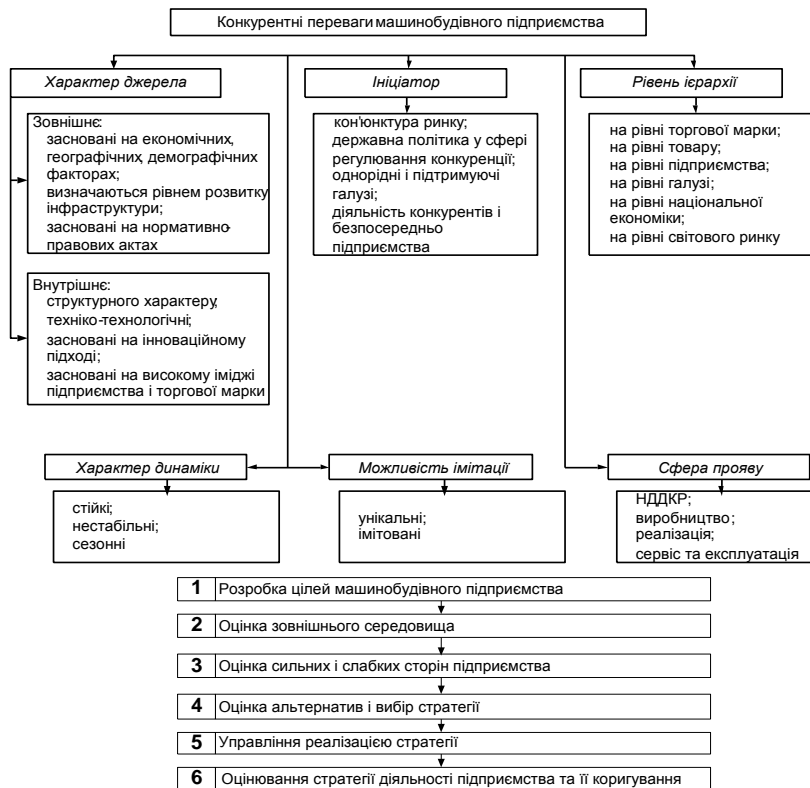 Конкурентні переваги машинобудівного підприємства
Характер джерела
Ініціатор
Рівень ієрархії
Зовнішнє:
засновані на економічних,
географічних, демографічних
факторах;
визначаються рівнем розвитку
інфраструктури;
засновані на нормативно-
правових актах
кон'юнктура ринку;
державна політика у сфері
регулювання конкуренції;
однорідні і підтримуючі
галузі;
діяльність конкурентів і
безпосередньо
підприємства
на рівні торгової марки;
на рівні товару;
на рівні підприємства;
на рівні галузі;
на рівні національної
економіки;
на рівні світового ринку
Внутрішнє:
структурного характеру,
техніко-технологічні;
засновані на інноваційному
підході;
засновані на високому іміджі
підприємства і торгової марки
Характер динаміки
Можливість імітації
Сфера прояву
стійкі;
нестабільні;
сезонні
унікальні;
імітовані
НДДКР;
виробництво;
реалізація;
сервіс та експлуатація
1 Розробка цілей машинобудівного підприємства
2 Оцінка зовнішнього середовища
3 Оцінка сильних і слабких сторін підприємства
4 Оцінка альтернатив і вибір стратегії
5 Управління реалізацією стратегії
6 Оцінювання стратегії діяльності підприємства та її коригування